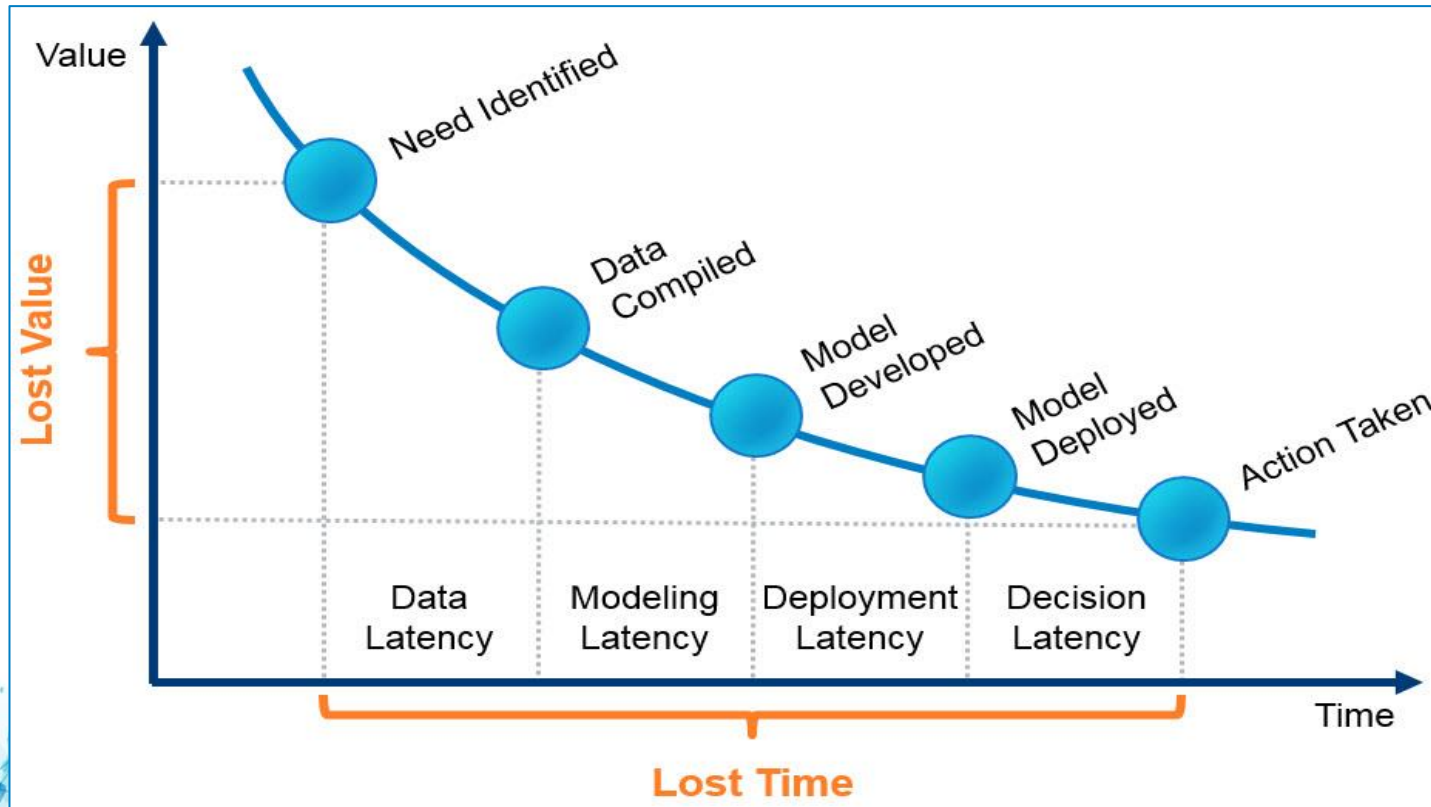 Value
Need Identified
Data
Compiled
Model
Developed
Model
Deployed
Action Taken
Lost Value
Data
Latency
Modeling
Latency
Deployment
Latency
Decision
Latency
Time
Lost Time